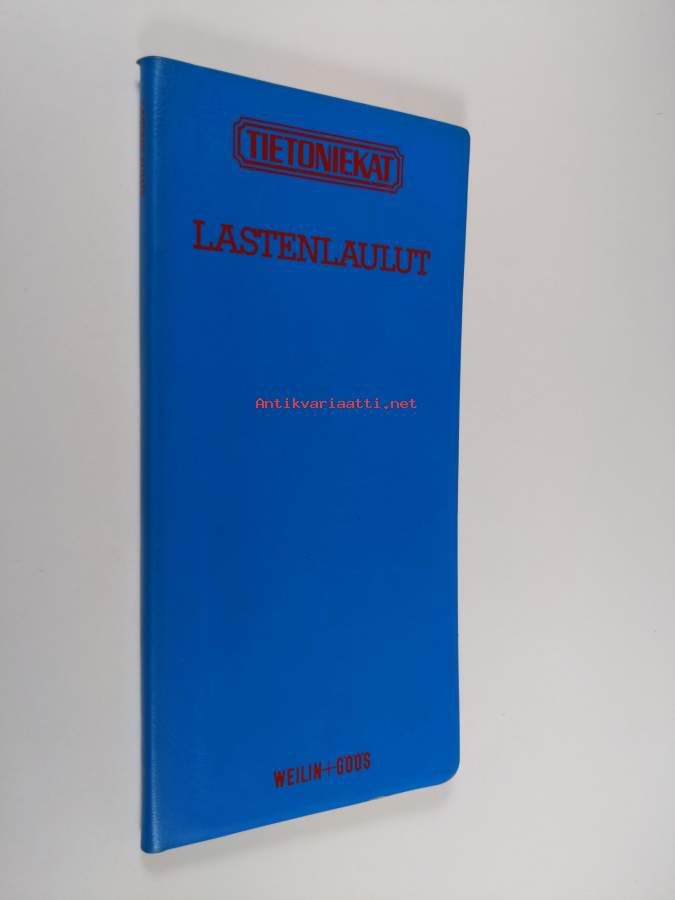 TIETONIEKAT
LASTENLAULUT
Antikvariaatti.net
WEILIN+GÖÖS